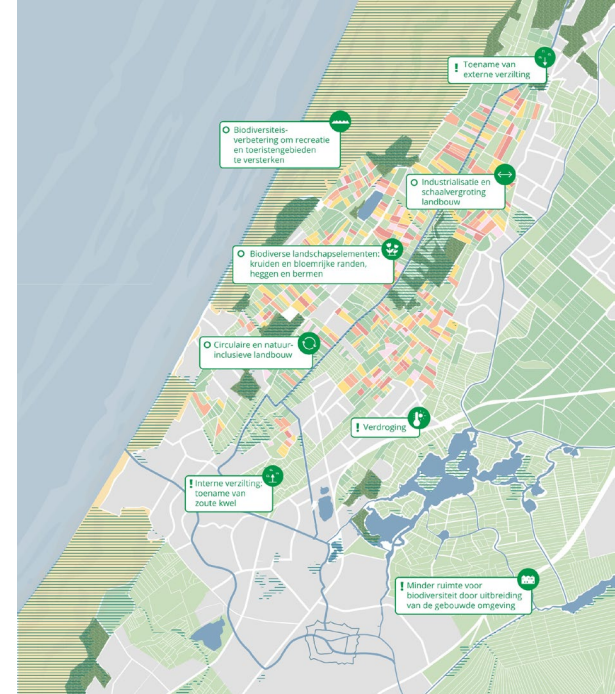 ! Toename van
externe verzilting
Biodiversiteis-
verbetering om recreatie
en toeristengebieden
te versterken
Industrialisatie en
schaalvergroting
landbouw
Biodiverse landschapselementen:
kruiden en bloemrijke randen,
heggen en bermen
Circulaire en natuur-
inclusieve landbouw
! Verdroging
! Interne verzilting:
toename van
zoute kwel
! Minder ruimte voor
biodiversiteit door uitbreiding
van de gebouwde omgeving